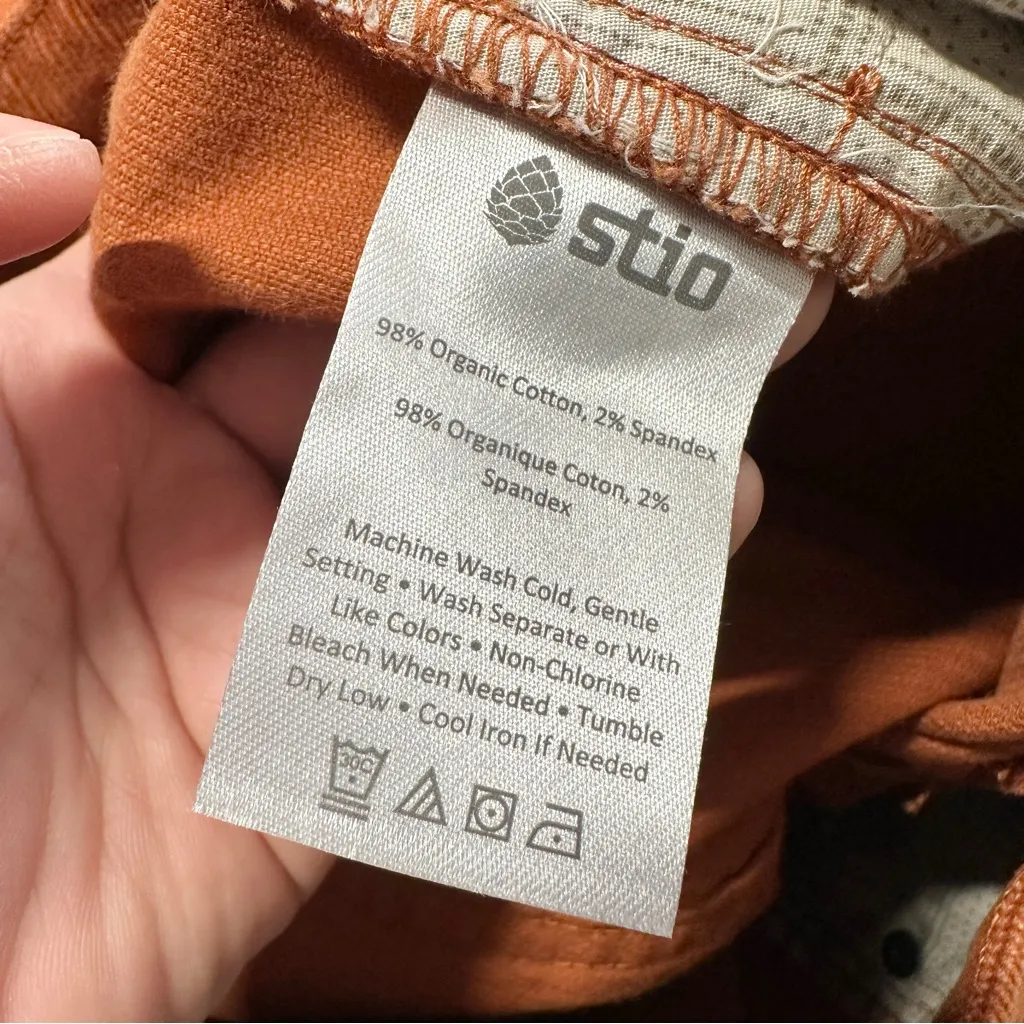 stio
98% Organic Cotton, 2% Spandex
98% Organique Coton, 2%
Spandex
Machine Wash Cold, Gentle
Setting • Wash Separate or With
Like Colors • Non-Chlorine
Bleach When Needed • Tumble
Dry Low • Cool Iron If Needed
30C